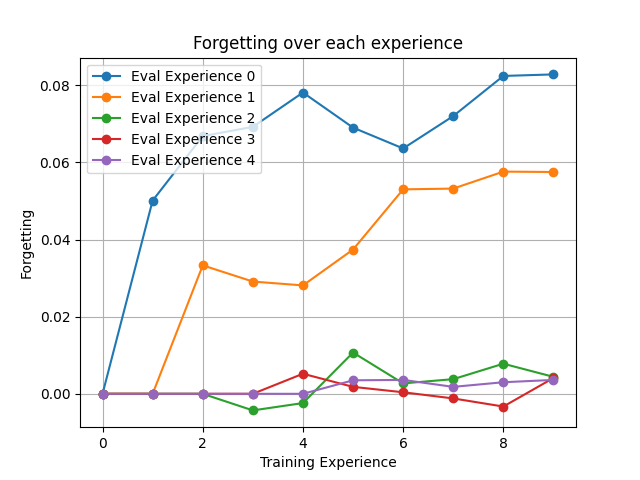 Forgetting over each experience
Eval Experience 0
Eval Experience 1
Eval Experience 2
Eval Experience 3
Eval Experience 4
0.08
0.06
0.04
0.02
0.00
Forgetting
0 2 4 6 8
Training Experience